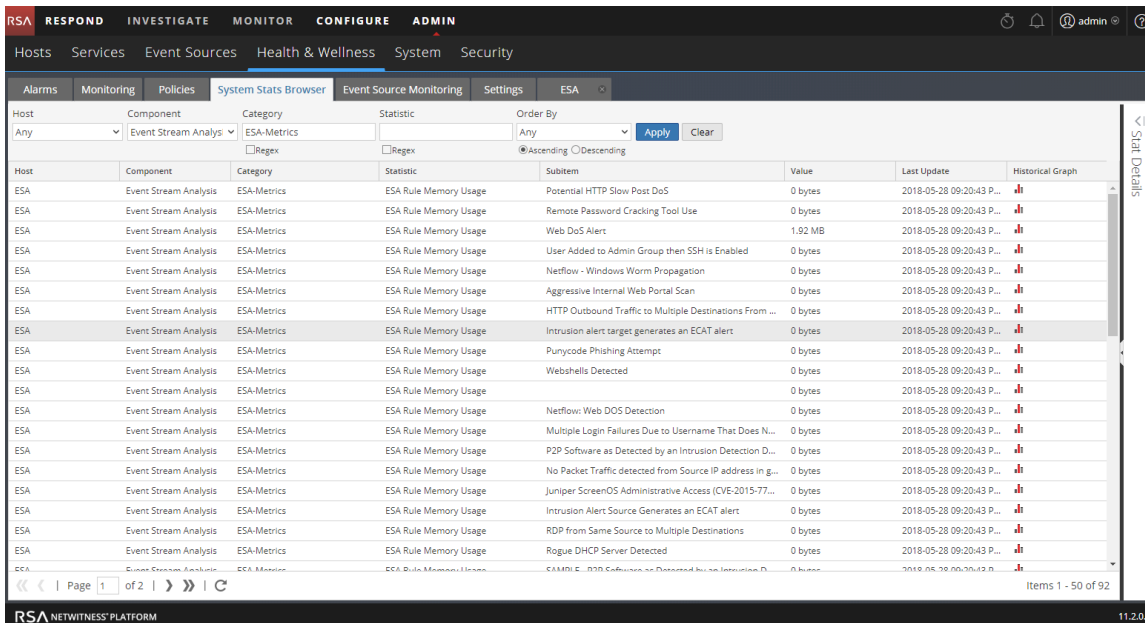 RSA RESPOND INVESTIGATE MONITOR CONFIGURE ADMIN admin
Hosts Services Event Sources Health & Wellness System Security
Alarms Monitoring Policies System Stats Browser Event Source Monitoring Settings ESA
Host Component Category Statistic Order By
Any Event Stream Analysi ESA-Metrics Any Apply Clear
Regex Regex Ascending Descending
Stat Details
Host Component Category Statistic Subitem Value Last Update Historical Graph
ESA Event Stream Analysis ESA-Metrics ESA Rule Memory Usage Potential HTTP Slow Post DoS 0 bytes 2018-05-28 09:20:43 P...
ESA Event Stream Analysis ESA-Metrics ESA Rule Memory Usage Remote Password Cracking Tool Use 0 bytes 2018-05-28 09:20:43 P...
ESA Event Stream Analysis ESA-Metrics ESA Rule Memory Usage Web DoS Alert 1.92 MB 2018-05-28 09:20:43 P...
ESA Event Stream Analysis ESA-Metrics ESA Rule Memory Usage User Added to Admin Group then SSH is Enabled 0 bytes 2018-05-28 09:20:43 P...
ESA Event Stream Analysis ESA-Metrics ESA Rule Memory Usage Netflow - Windows Worm Propagation 0 bytes 2018-05-28 09:20:43 P...
ESA Event Stream Analysis ESA-Metrics ESA Rule Memory Usage Aggressive Internal Web Portal Scan 0 bytes 2018-05-28 09:20:43 P...
ESA Event Stream Analysis ESA-Metrics ESA Rule Memory Usage HTTP Outbound Traffic to Multiple Destinations From ... 0 bytes 2018-05-28 09:20:43 P...
ESA Event Stream Analysis ESA-Metrics ESA Rule Memory Usage Intrusion alert target generates an ECAT alert 0 bytes 2018-05-28 09:20:43 P...
ESA Event Stream Analysis ESA-Metrics ESA Rule Memory Usage Punycode Phishing Attempt 0 bytes 2018-05-28 09:20:43 P...
ESA Event Stream Analysis ESA-Metrics ESA Rule Memory Usage Webshells Detected 0 bytes 2018-05-28 09:20:43 P...
ESA Event Stream Analysis ESA-Metrics ESA Rule Memory Usage 0 bytes 2018-05-28 09:20:43 P...
ESA Event Stream Analysis ESA-Metrics ESA Rule Memory Usage Netflow: Web DOS Detection 0 bytes 2018-05-28 09:20:43 P...
ESA Event Stream Analysis ESA-Metrics ESA Rule Memory Usage Multiple Login Failures Due to Username That Does N... 0 bytes 2018-05-28 09:20:43 P...
ESA Event Stream Analysis ESA-Metrics ESA Rule Memory Usage P2P Software as Detected by an Intrusion Detection D... 0 bytes 2018-05-28 09:20:43 P...
ESA Event Stream Analysis ESA-Metrics ESA Rule Memory Usage No Packet Traffic detected from Source IP address in g... 0 bytes 2018-05-28 09:20:43 P...
ESA Event Stream Analysis ESA-Metrics ESA Rule Memory Usage Juniper ScreenOS Administrative Access (CVE-2015-77... 0 bytes 2018-05-28 09:20:43 P...
ESA Event Stream Analysis ESA-Metrics ESA Rule Memory Usage Intrusion Alert Source Generates an ECAT alert 0 bytes 2018-05-28 09:20:43 P...
ESA Event Stream Analysis ESA-Metrics ESA Rule Memory Usage RDP from Same Source to Multiple Destinations 0 bytes 2018-05-28 09:20:43 P...
ESA Event Stream Analysis ESA-Metrics ESA Rule Memory Usage Rogue DHCP Server Detected 0 bytes 2018-05-28 09:20:43 P...
ESA Event Stream Analysis ESA-Metrics ESA Rule Memory Usage SAMPLE - P2P Software as Detected by an Intrusion D... 0 bytes 2018-05-28 09:20:43 P...
Page 1 of 2 Items 1 - 50 of 92
RSA NETWITNESS® PLATFORM 11.2.0.